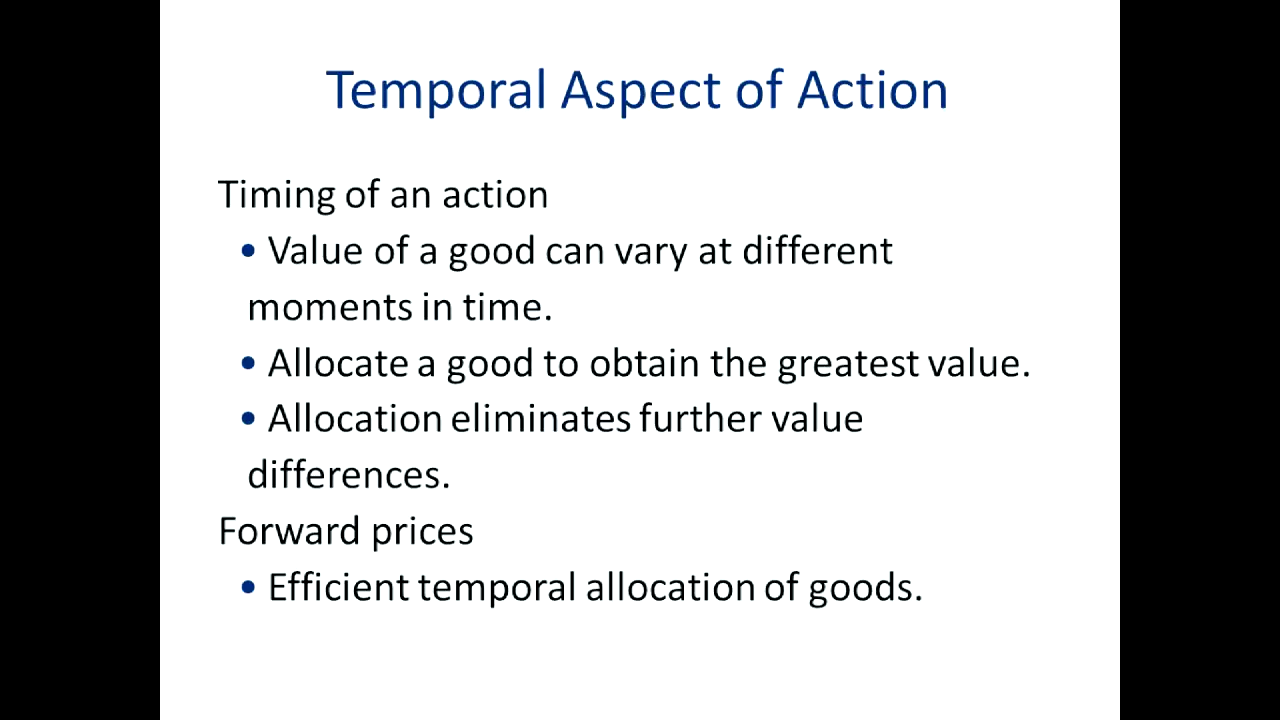 Temporal Aspect of Action
Timing of an action
• Value of a good can vary at different
moments in time.
• Allocate a good to obtain the greatest value.
• Allocation eliminates further value
differences.
Forward prices
• Efficient temporal allocation of goods.